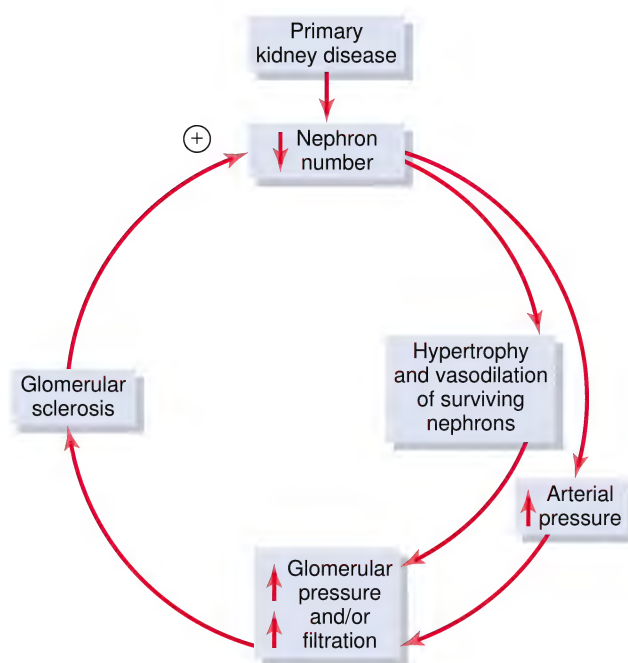 Primary
kidney disease
+
Nephron
number
Hypertrophy
and vasodilation
of surviving
nephrons
Glomerular
sclerosis
Arterial
pressure
Glomerular
pressure
and/or
filtration